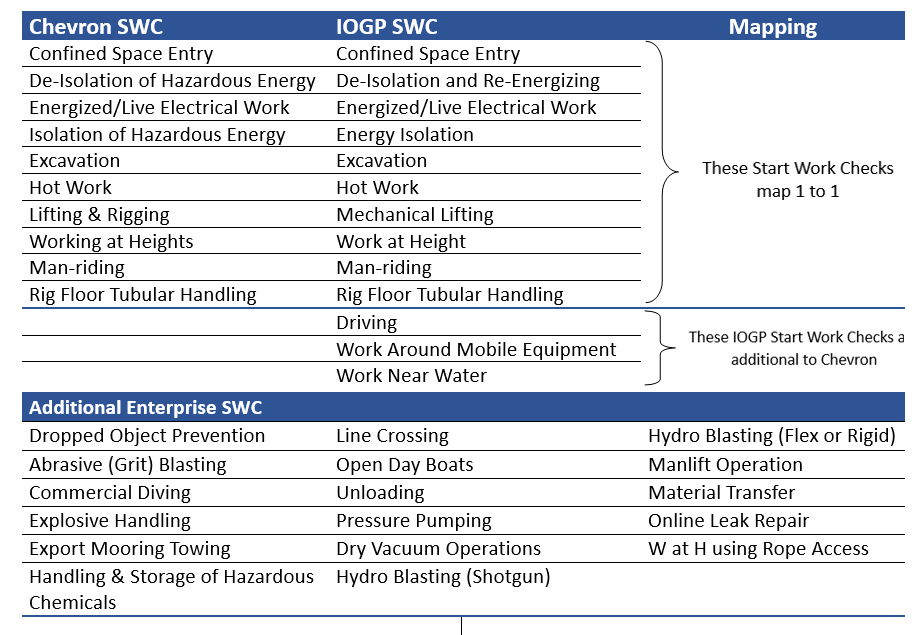 Chevron SWC IOGP SWC Mapping
Confined Space Entry Confined Space Entry
De-Isolation of Hazardous Energy De-Isolation and Re-Energizing
Energized/Live Electrical Work Energized/Live Electrical Work
Isolation of Hazardous Energy Energy Isolation
Excavation Excavation
Hot Work Hot Work
Lifting & Rigging Mechanical Lifting
Working at Heights Work at Height
Man-riding Man-riding
Rig Floor Tubular Handling Rig Floor Tubular Handling
These Start Work Checks
map 1 to 1
Driving
Work Around Mobile Equipment
Work Near Water
These IOGP Start Work Checks a
additional to Chevron
Additional Enterprise SWC
Dropped Object Prevention Line Crossing Hydro Blasting (Flex or Rigid)
Abrasive (Grit) Blasting Open Day Boats Manlift Operation
Commercial Diving Unloading Material Transfer
Explosive Handling Pressure Pumping Online Leak Repair
Export Mooring Towing Dry Vacuum Operations W at H using Rope Access
Handling & Storage of Hazardous Hydro Blasting (Shotgun)
Chemicals